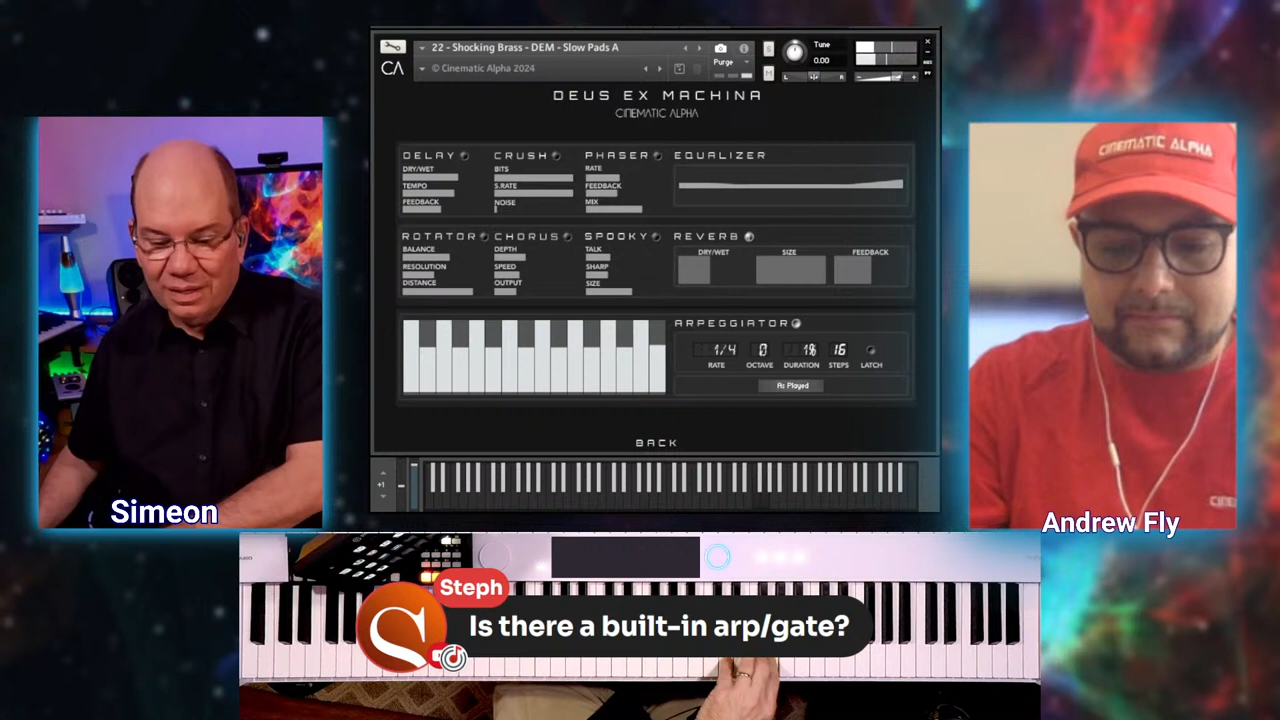 22 - Shocking Brass - DEM - Slow Pads A
CA
© Cinematic Alpha 2024
Purge
S
M
Tune
0.00
L R
- +
DEUS EX MACHINA
CINEMATIC ALPHA
DELAY CRUSH PHASER EQUALIZER
DRY/WET BITS RATE
TEMPO S.RATE FEEDBACK
FEEDBACK NOISE MIX
ROTATOR CHORUS SPOOKY REVERB
BALANCE DEPTH TALK DRY/WET SIZE FEEDBACK
RESOLUTION SPEED SHARP
DISTANCE OUTPUT SIZE
ARPEGGIATOR
1/4 0 1% 16
RATE OCTAVE DURATION STEPS LATCH
As Played
BACK
+1
CINEMATIC ALPHA
Simeon
Andrew Fly
Steph
S
Is there a built-in arp/gate?